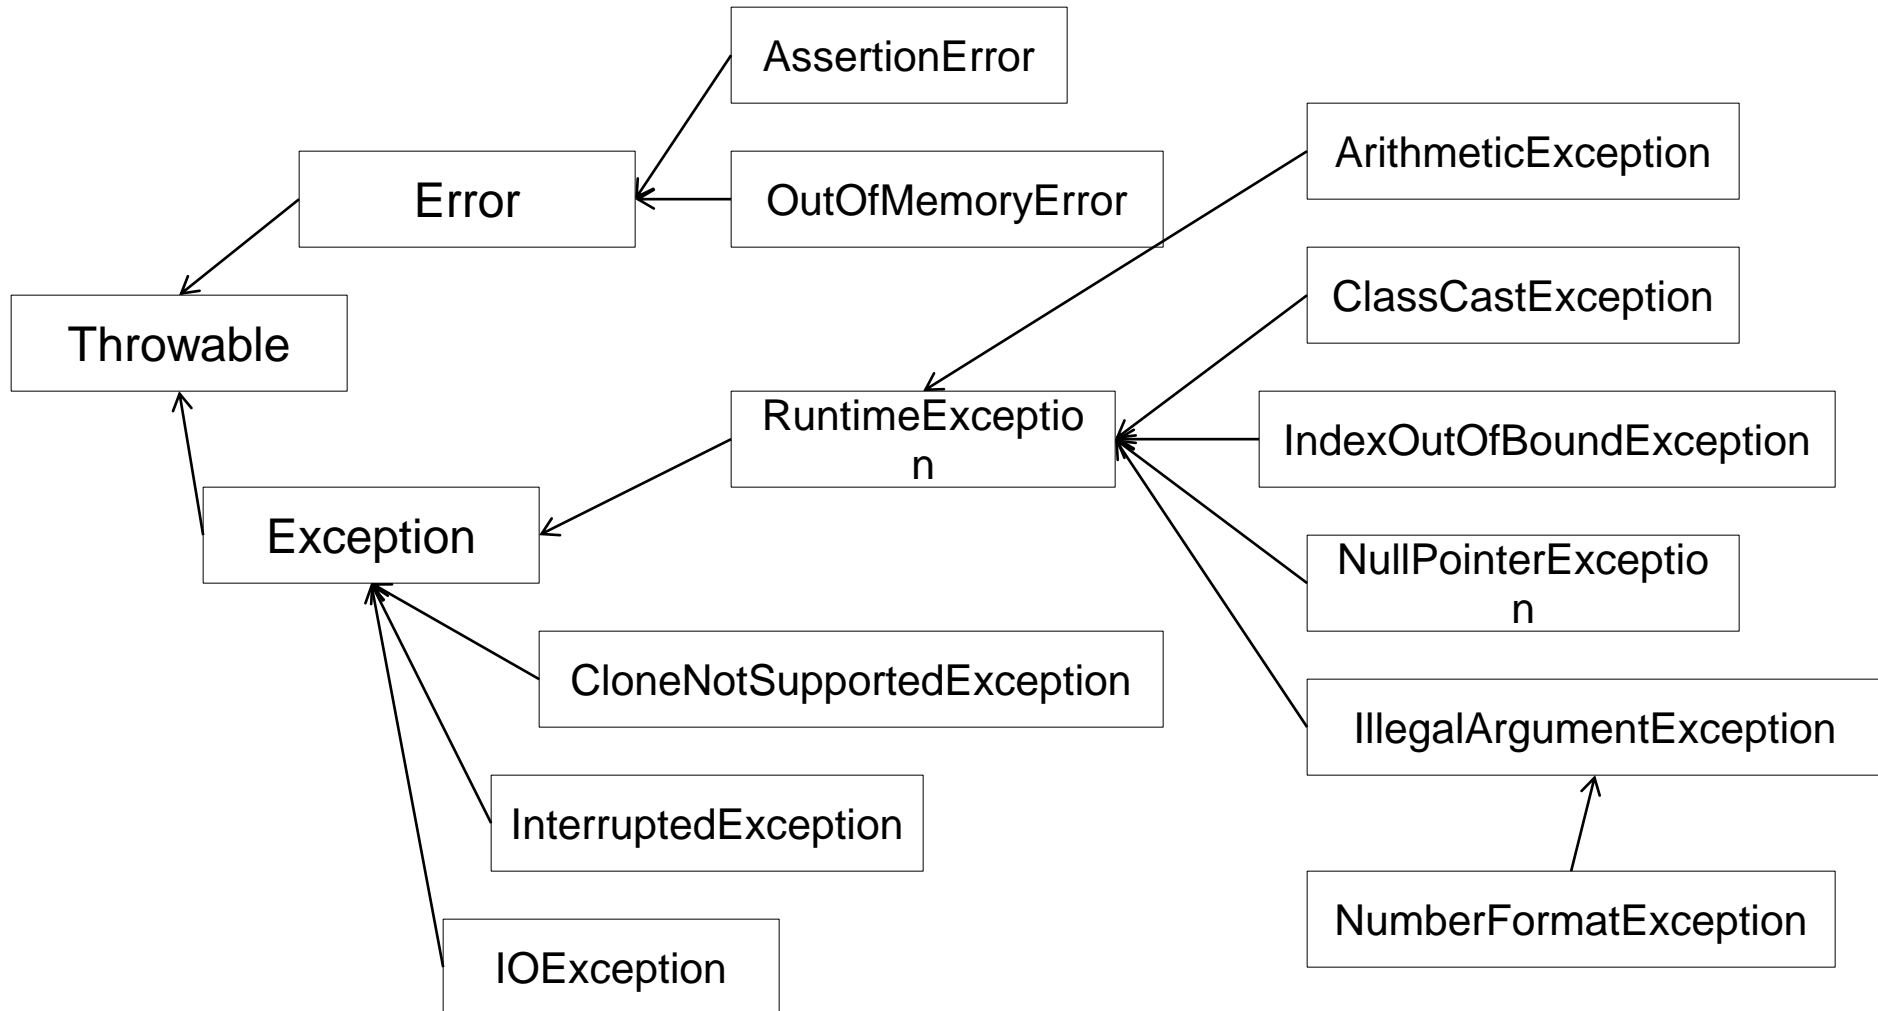 AssertionError
ArithmeticException
Error
OutOfMemoryError
ClassCastException
Throwable
RuntimeExceptio
n
IndexOutOfBoundException
Exception
NullPointerExceptio
n
CloneNotSupportedException
IllegalArgumentException
InterruptedException
NumberFormatException
IOException